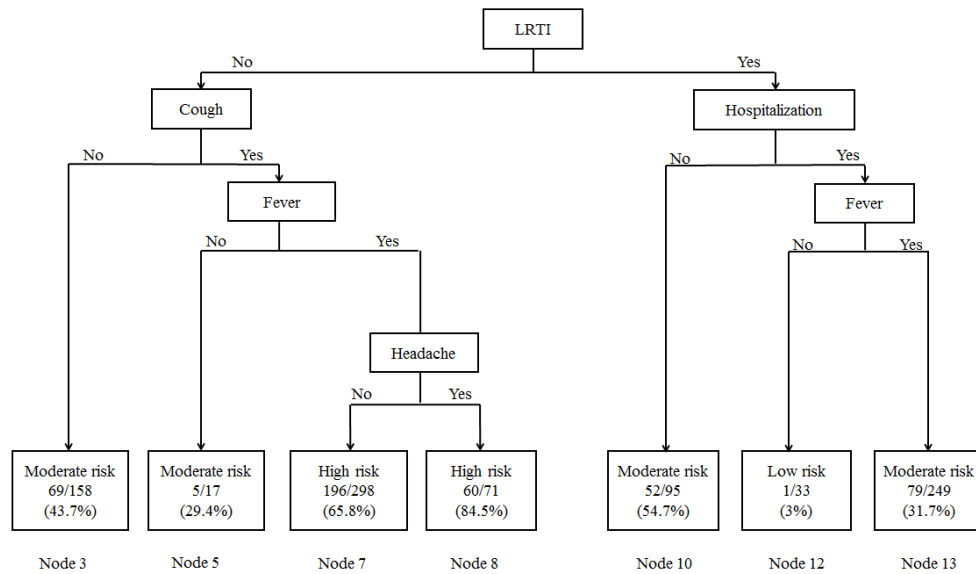 LRTI
No
Yes
Cough
Hospitalization
No
Yes
No
Yes
Fever
Fever
No
Yes
No
Yes
Headache
No
Yes
Moderate risk
69/158
(43.7%)
Moderate risk
5/17
(29.4%)
High risk
196/298
(65.8%)
High risk
60/71
(84.5%)
Moderate risk
52/95
(54.7%)
Low risk
1/33
(3%)
Moderate risk
79/249
(31.7%)
Node 3
Node 5
Node 7
Node 8
Node 10
Node 12
Node 13